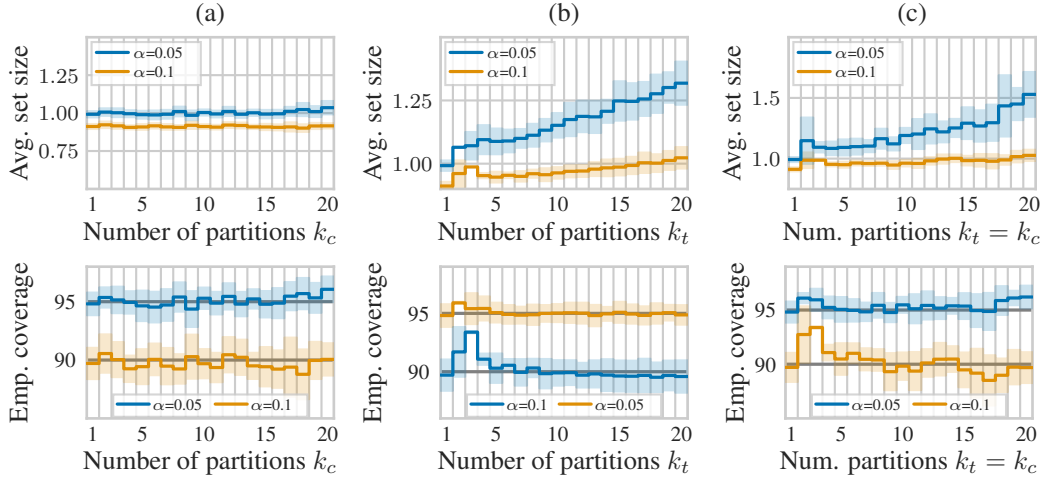 (a)
(b)
(c)
Avg. set size
1.25
1.00
0.75
α=0.05
α=0.1
1 5 10 15 20
Number of partitions k_c
Avg. set size
1.25
1.00
α=0.05
α=0.1
1 5 10 15 20
Number of partitions k_t
Avg. set size
1.5
1.0
α=0.05
α=0.1
1 5 10 15 20
Num. partitions k_t = k_c
Emp. coverage
95
90
α=0.05 α=0.1
1 5 10 15 20
Number of partitions k_c
Emp. coverage
95
90
α=0.1 α=0.05
1 5 10 15 20
Number of partitions k_t
Emp. coverage
95
90
α=0.05 α=0.1
1 5 10 15 20
Num. partitions k_t = k_c